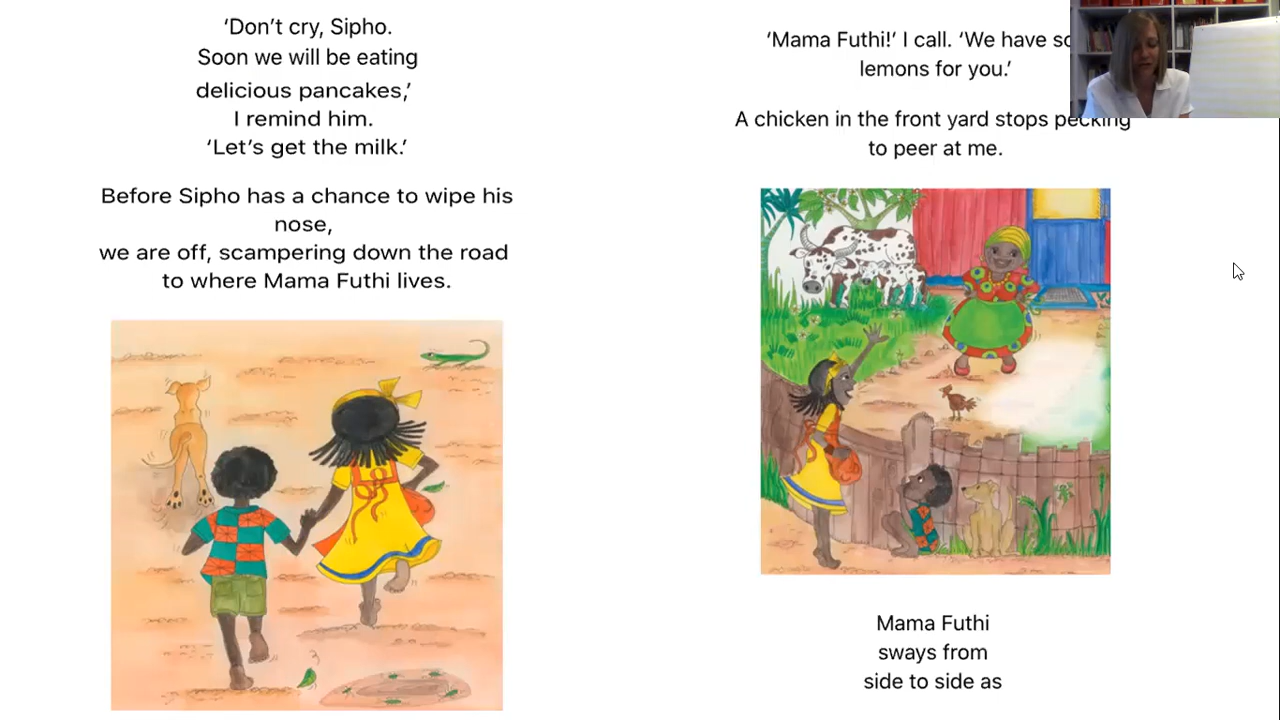 ‘Don’t cry, Sipho.
Soon we will be eating
delicious pancakes,’
I remind him.
‘Let’s get the milk.’
Before Sipho has a chance to wipe his
nose,
we are off, scampering down the road
to where Mama Futhi lives.
‘Mama Futhi!’ I call. ‘We have
lemons for you.’
A chicken in the front yard stops pecking
to peer at me.
Mama Futhi
sways from
side to side as